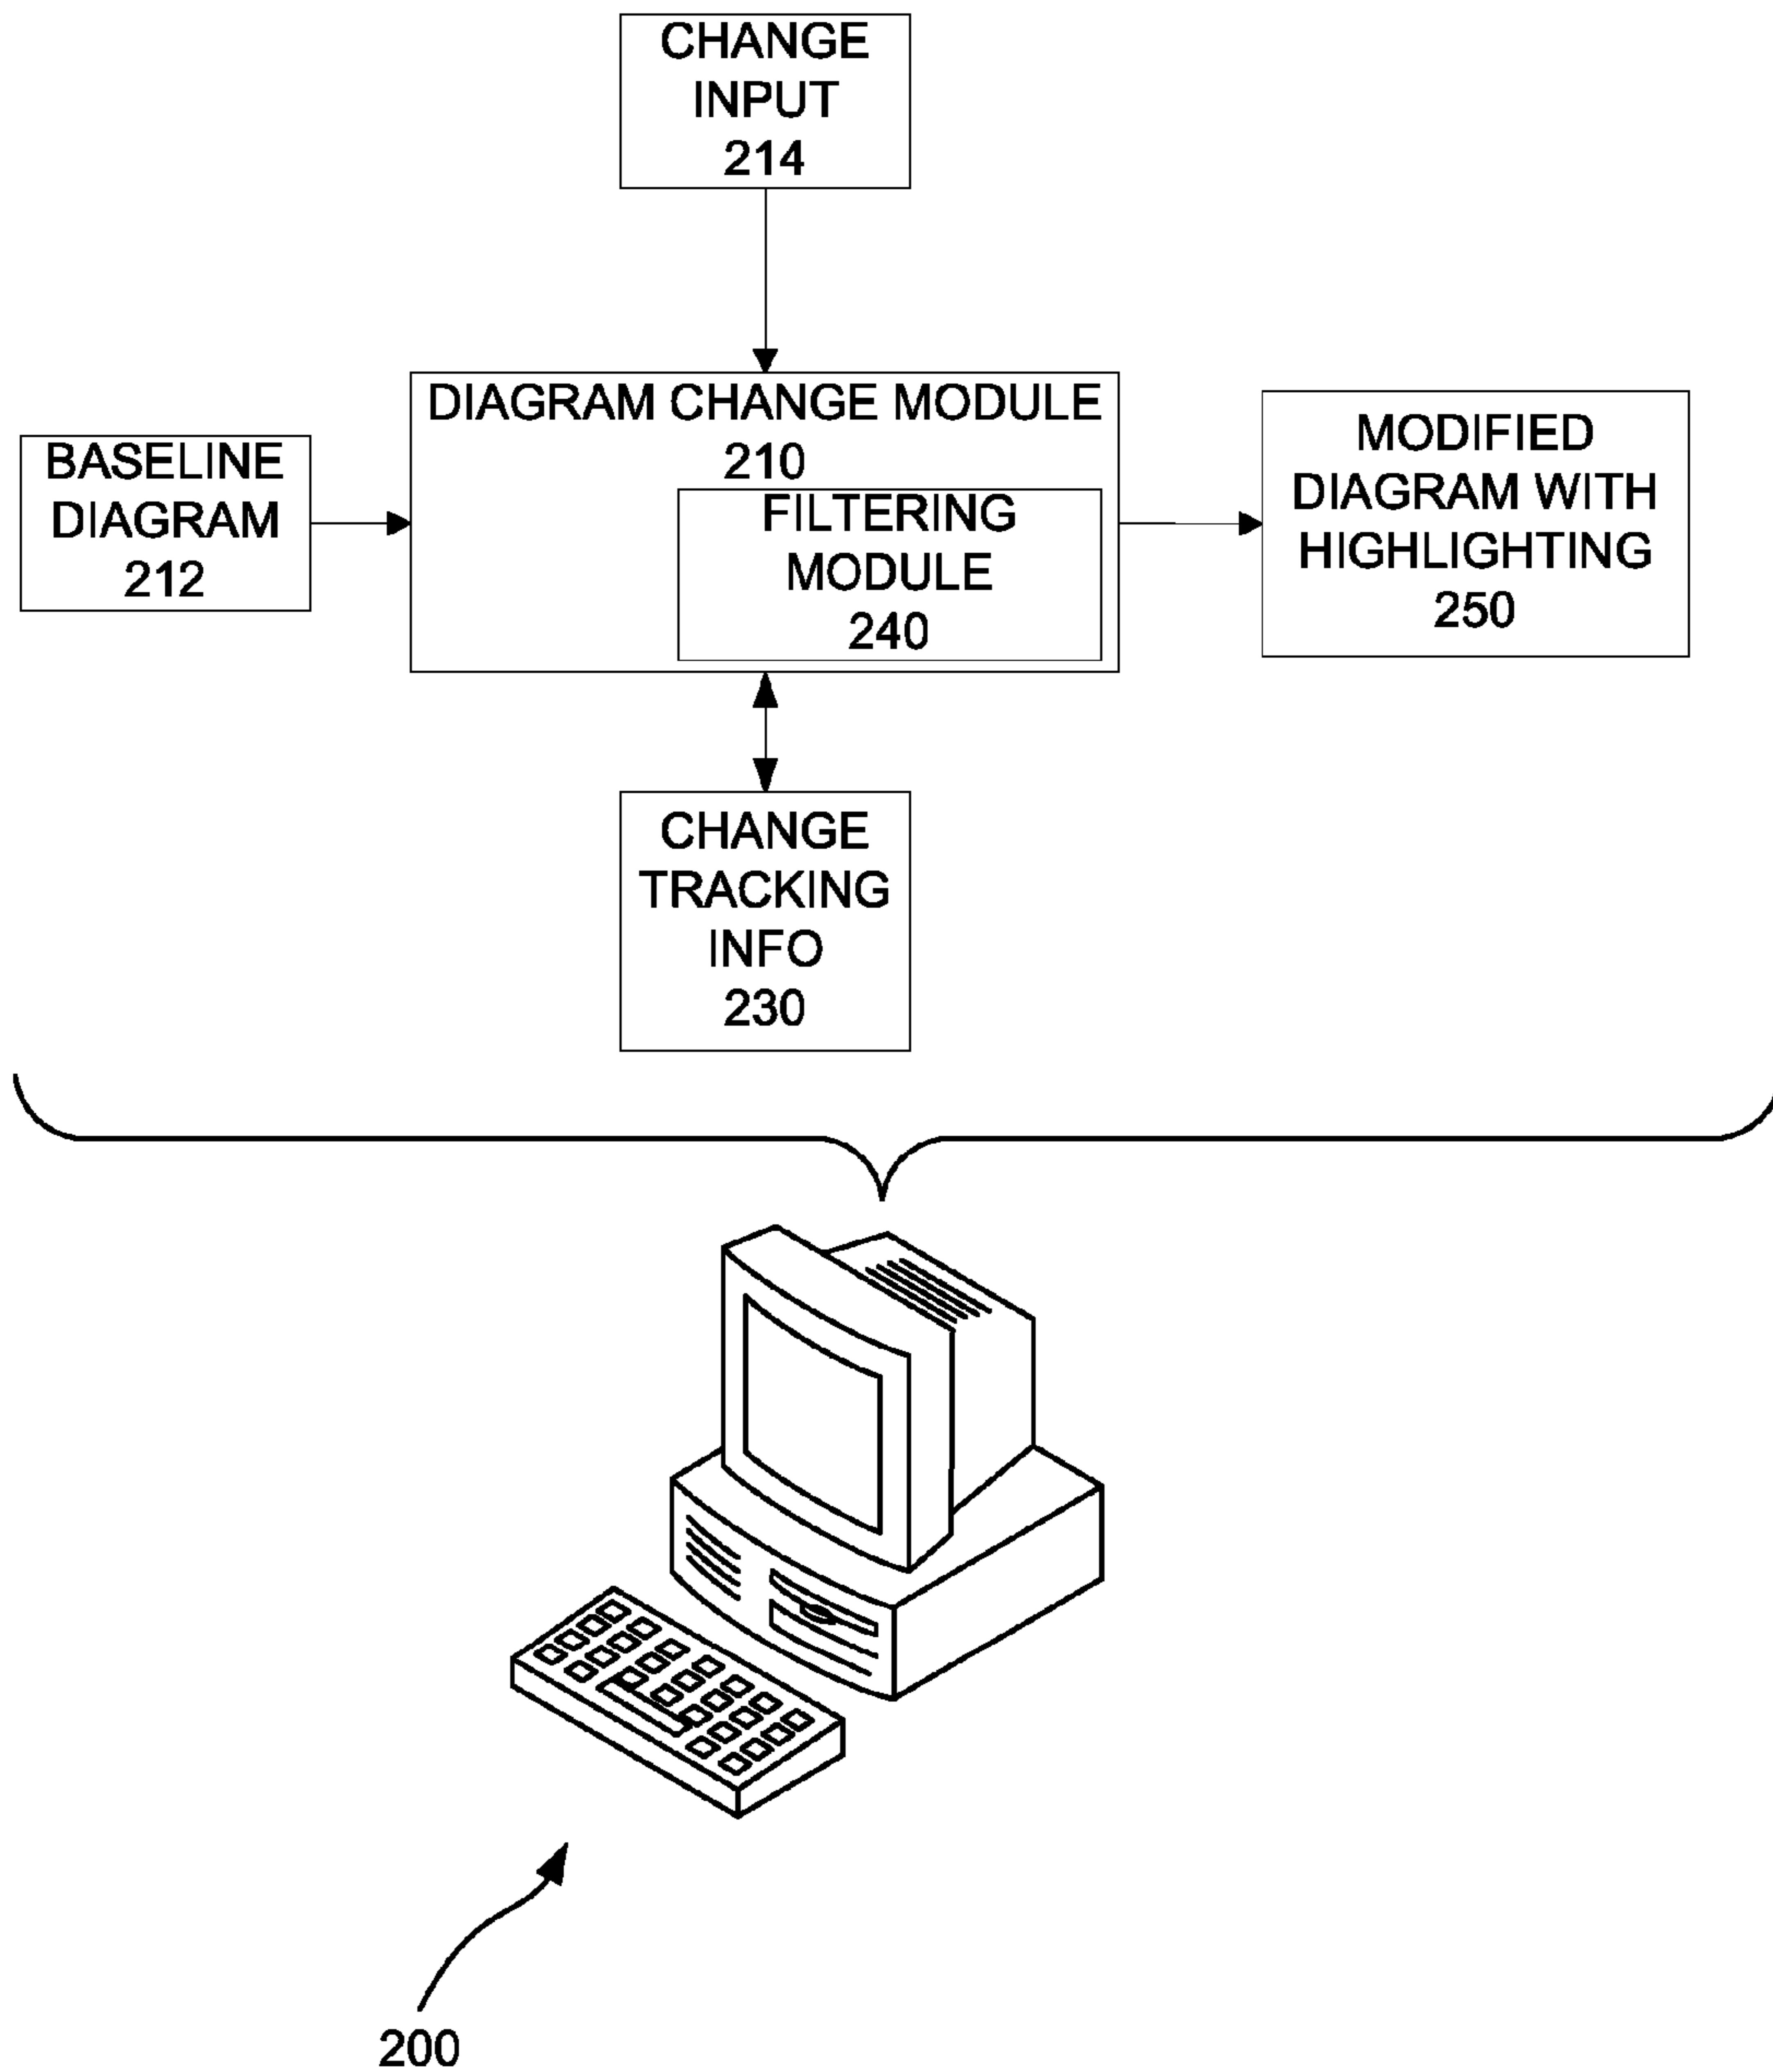 CHANGE
INPUT
214
DIAGRAM CHANGE MODULE
210
BASELINE
DIAGRAM
212
FILTERING
MODULE
240
MODIFIED
DIAGRAM WITH
HIGHLIGHTING
250
CHANGE
TRACKING
INFO
230
200